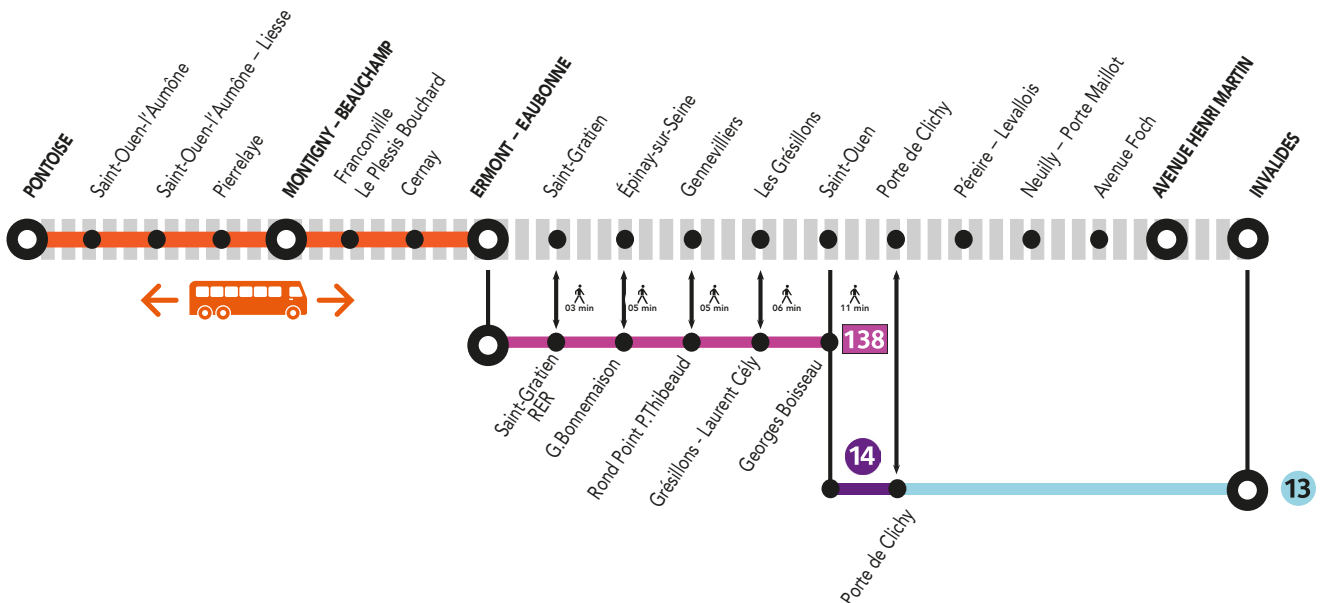 PONTOISE
Saint-Ouen-l'Aumône
Saint-Ouen-l'Aumône – Liesse
Pierrelaye
MONTIGNY – BEAUCHAMP
Franconville
Le Plessis Bouchard
Cernay
ERMONT – EAUBONNE
Saint-Gratien
Épinay-sur-Seine
Gennevilliers
Les Grésillons
Saint-Ouen
Porte de Clichy
Péreire – Levallois
Neuilly – Porte Maillot
Avenue Foch
AVENUE HENRI MARTIN
INVALIDES
03 min
05 min
05 min
06 min
11 min
138
Saint-Gratien
RER
G.Bonnemaison
Rond Point P.Thibeaud
Grésillons - Laurent Cély
Georges Boisseau
14
13
Porte de Clichy